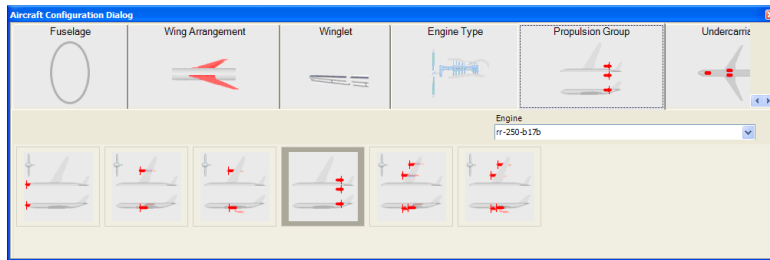 Aircraft Configuration Dialog
Fuselage Wing Arrangement Winglet Engine Type Propulsion Group Undercarria
Engine
rr-250-b17b